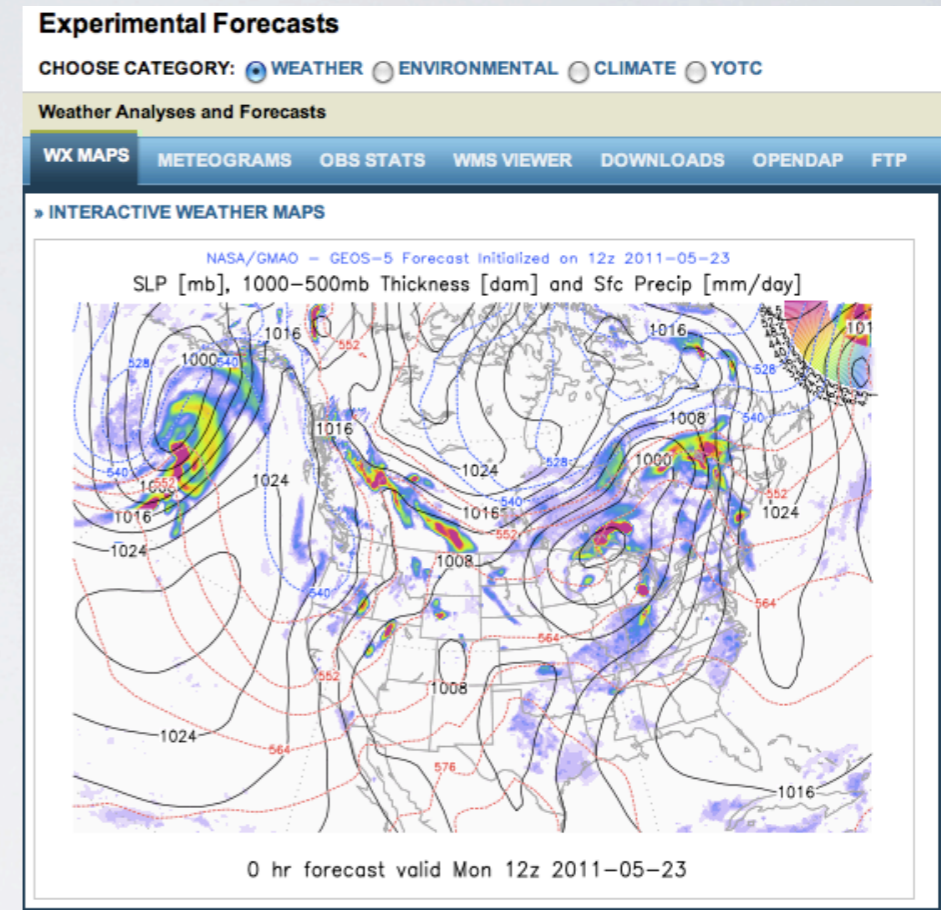 Experimental Forecasts
CHOOSE CATEGORY: WEATHER ENVIRONMENTAL CLIMATE YOTC
Weather Analyses and Forecasts
WX MAPS METEOGRAMS OBS STATS WMS VIEWER DOWNLOADS OPENDAP FTP
» INTERACTIVE WEATHER MAPS
NASA/GMAO – GEOS-5 Forecast Initialized on 12z 2011-05-23
SLP [mb], 1000-500mb Thickness [dam] and Sfc Precip [mm/day]
1016 1016 101
552
528 1000 540 528
1008 540
1016
1000
540 1024 528
552 1024 540 552
1016 1016 1024
552
1024
1008
540
564
564
552
1008
1024
564
576
1016
0 hr forecast valid Mon 12z 2011-05-23